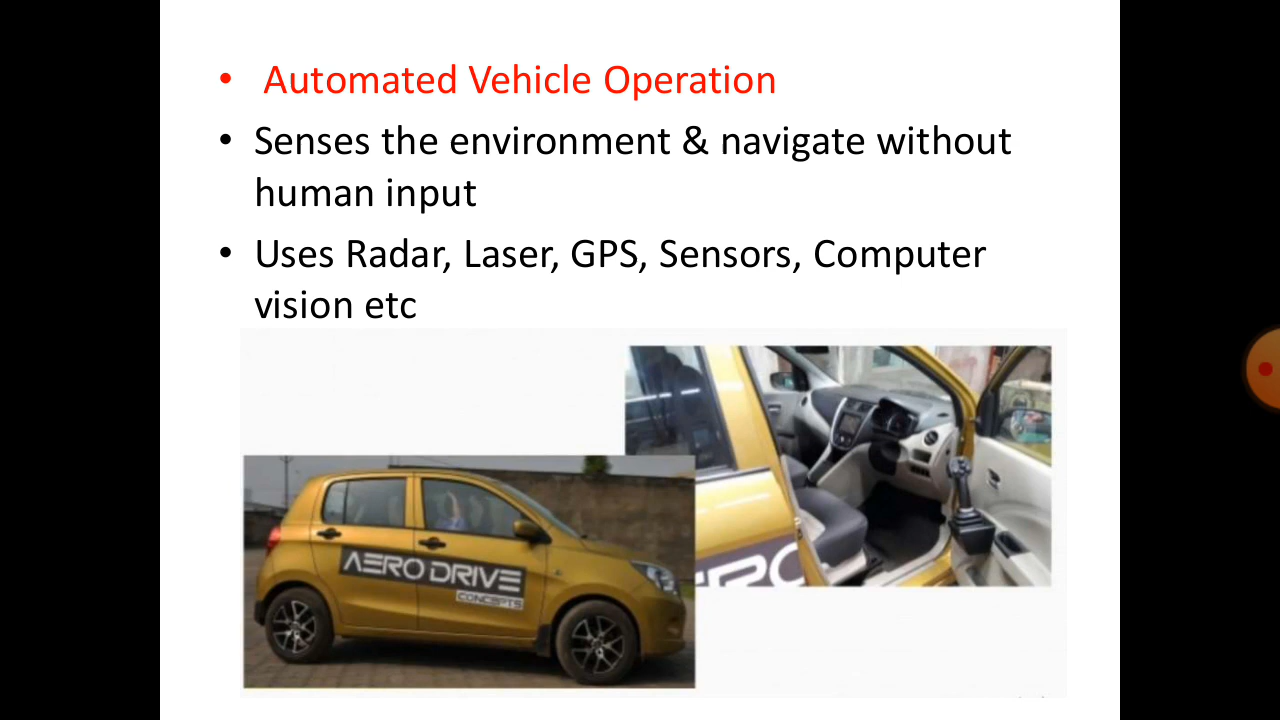 • Automated Vehicle Operation
• Senses the environment & navigate without
human input
• Uses Radar, Laser, GPS, Sensors, Computer
vision etc
AERO DRIVE
CONCEPTS
ERO